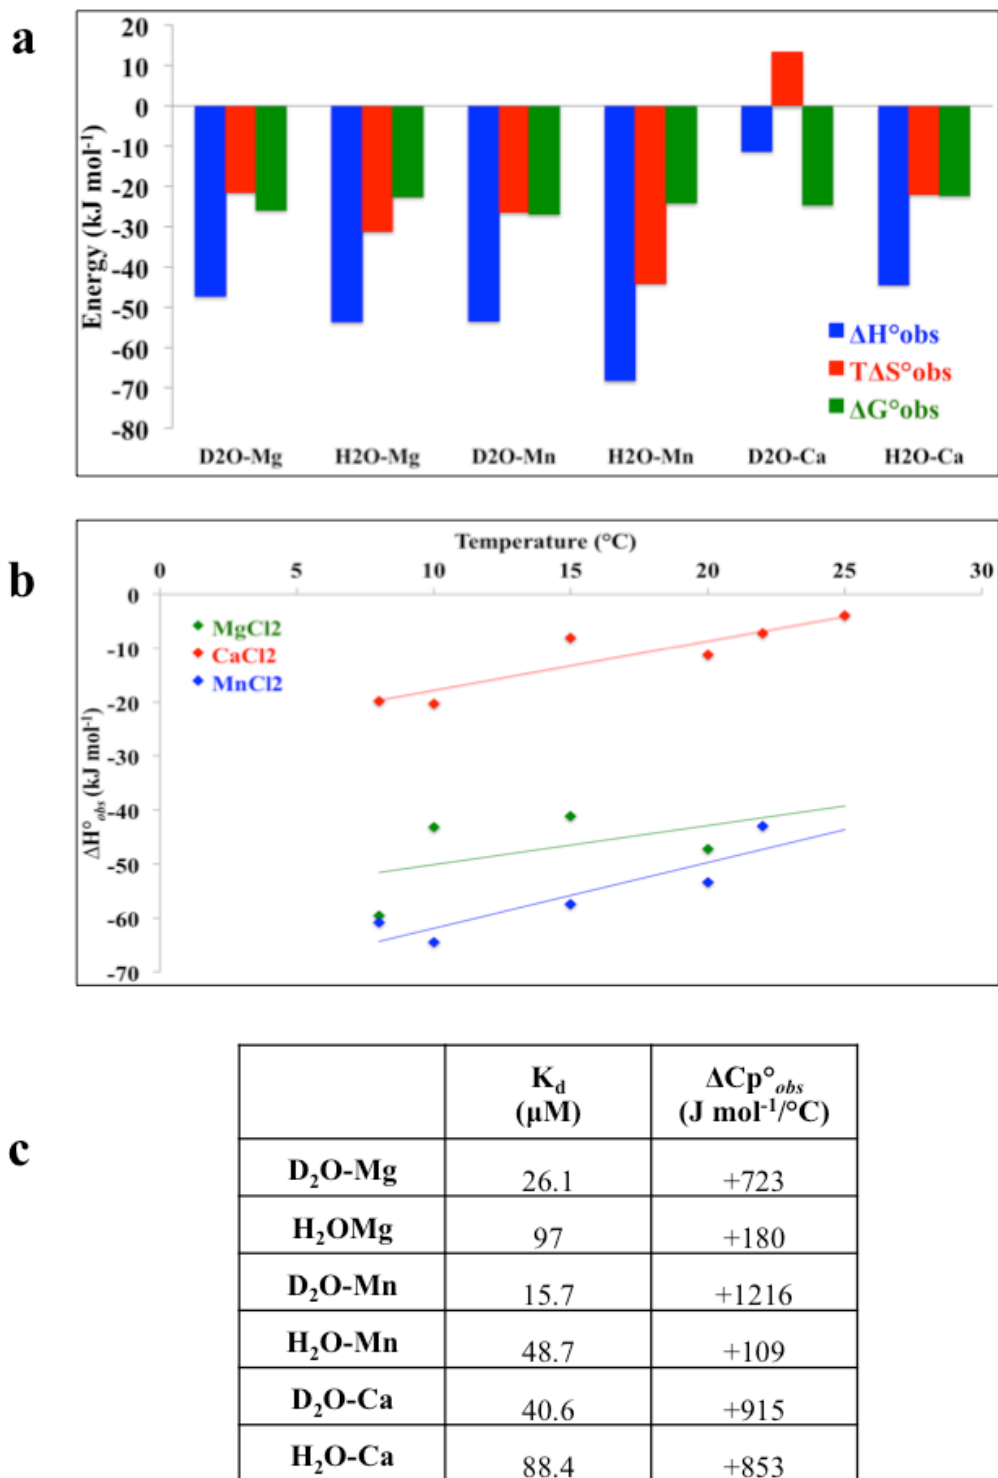 a
20
10
0
-10
-20
-30
-40
-50
-60
-70
-80
Energy (kJ mol⁻¹)
ΔH°obs
TΔS°obs
ΔG°obs
D2O-Mg H2O-Mg D2O-Mn H2O-Mn D2O-Ca H2O-Ca
b
Temperature (°C)
0 5 10 15 20 25 30
0
-10
-20
-30
-40
-50
-60
-70
ΔH°obs (kJ mol⁻¹)
MgCl2
CaCl2
MnCl2
c
Kd (μM) ΔCp°obs (J mol⁻¹/°C)
D₂O-Mg 26.1 +723
H₂OMg 97 +180
D₂O-Mn 15.7 +1216
H₂O-Mn 48.7 +109
D₂O-Ca 40.6 +915
H₂O-Ca 88.4 +853